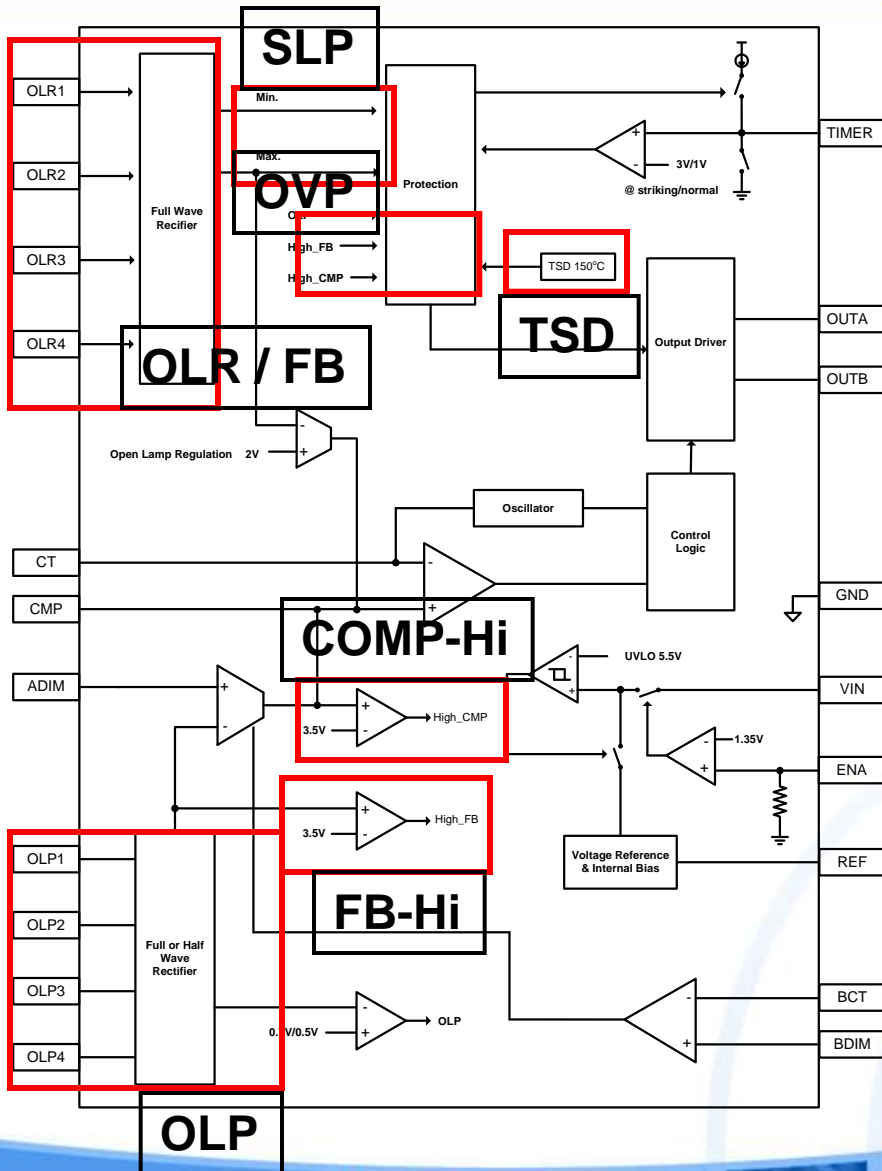 SLP
OLR1
Min.
TIMER
+
-
3V/1V
@ striking/normal
OLR2
Max.
Protection
OVP
Full Wave
Recifier
High_FB
High_CMP
TSD 150°C
OLR3
OLR4
OLR / FB
TSD
Output Driver
OUTA
OUTB
-
+
Open Lamp Regulation 2V
Oscillator
Control
Logic
CT
-
CMP
+
GND
COMP-Hi
UVLO 5.5V
-
+
ADIM
+
-
VIN
+
3.5V
-
High_CMP
1.35V
-
+
ENA
+
3.5V
-
High_FB
Voltage Reference
& Internal Bias
REF
OLP1
OLP2
FB-Hi
Full or Half
Wave
Rectifier
OLP3
-
+
OLP
BCT
-
OLP4
BDIM
+
OLP